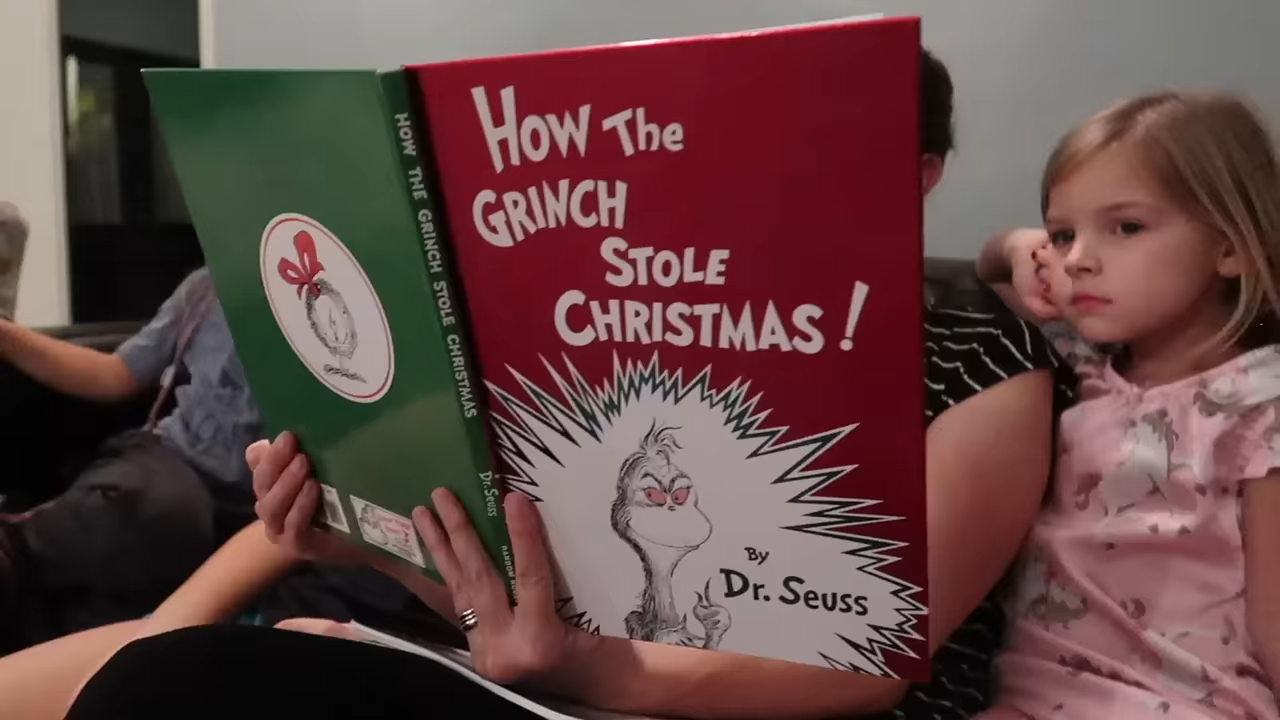 HOW THE GRINCH STOLE CHRISTMAS
Dr. Seuss
How The
GRINCH
STOLE
CHRISTMAS!
By
Dr. Seuss